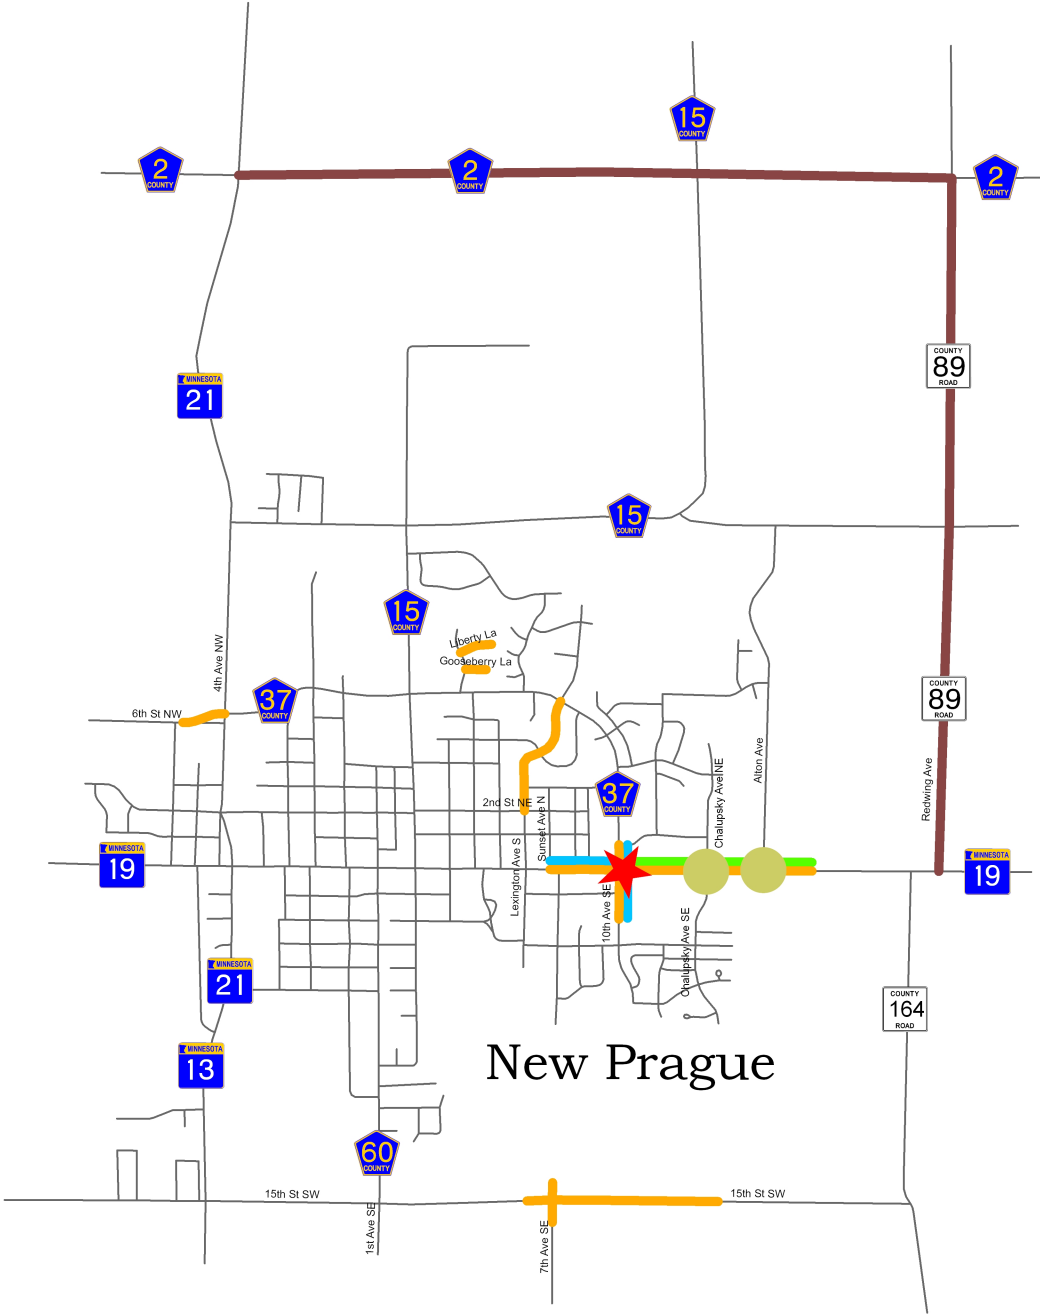 15
COUNTY
2
COUNTY
2
COUNTY
2
COUNTY
COUNTY
89
ROAD
MINNESOTA
21
15
COUNTY
15
COUNTY
Liberty La
Gooseberry La
4th Ave NW
37
COUNTY
6th St NW
COUNTY
89
ROAD
Alton Ave
Chalupsky Ave NE
Redwing Ave
37
COUNTY
2nd St NE
Sunset Ave N
Lexington Ave S
MINNESOTA
19
MINNESOTA
19
10th Ave SE
Chalupsky Ave SE
MINNESOTA
21
COUNTY
164
ROAD
MINNESOTA
13
New Prague
60
COUNTY
15th St SW
15th St SW
1st Ave SE
7th Ave SE